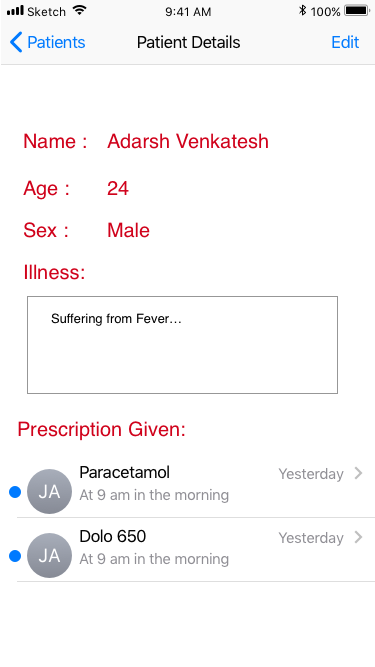 Sketch 9:41 AM 100%
Patients Patient Details Edit
Name : Adarsh Venkatesh
Age : 24
Sex : Male
Illness:
Suffering from Fever...
Prescription Given:
JA Paracetamol Yesterday
At 9 am in the morning
JA Dolo 650 Yesterday
At 9 am in the morning